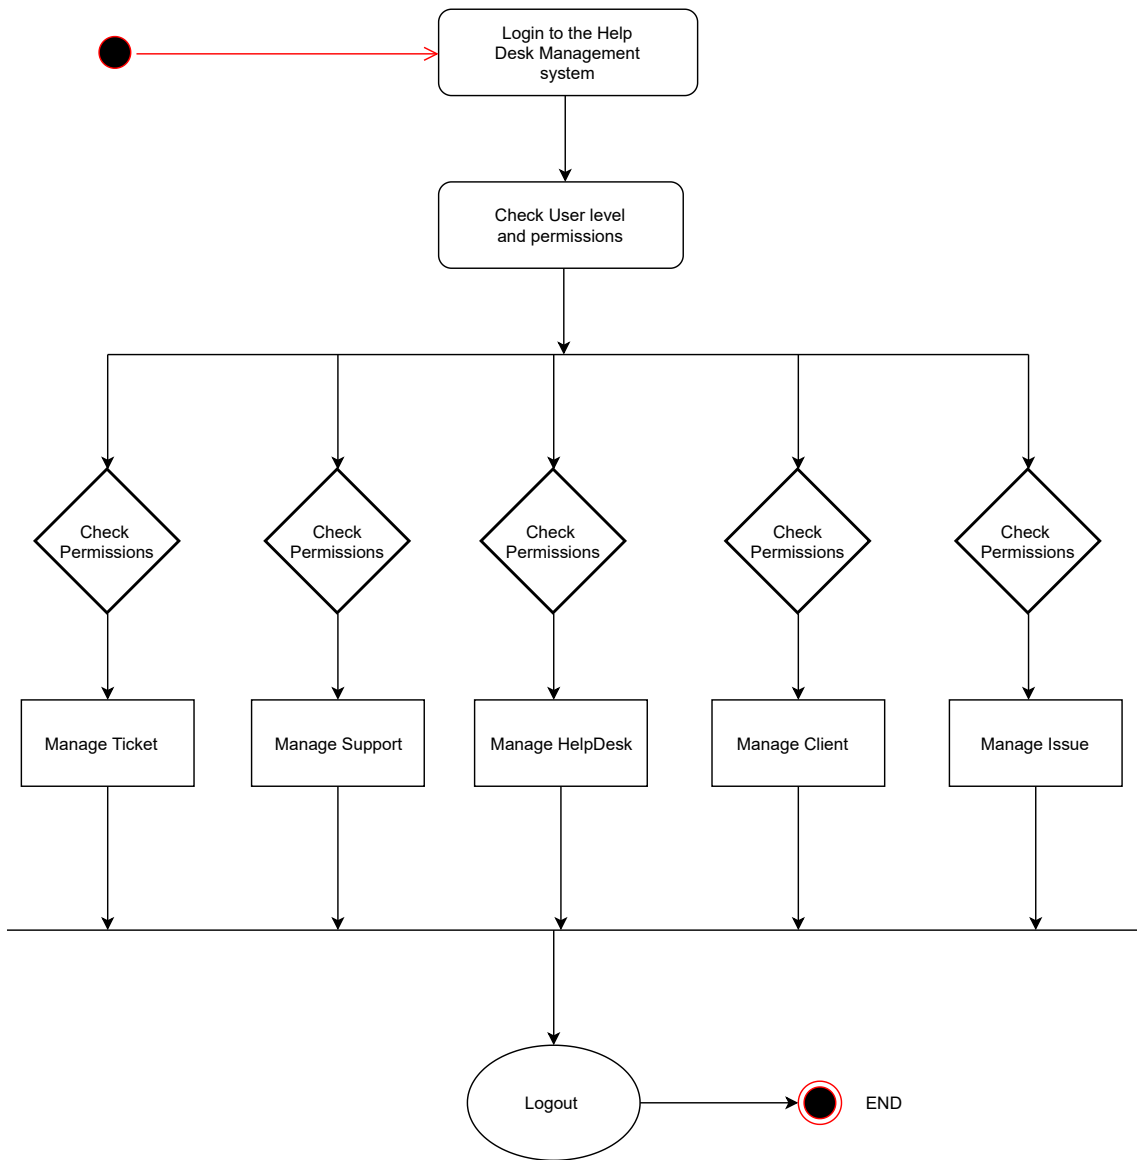 Login to the Help
Desk Management
system
Check User level
and permissions
Check
Permissions
Check
Permissions
Check
Permissions
Check
Permissions
Check
Permissions
Manage Ticket
Manage Support
Manage HelpDesk
Manage Client
Manage Issue
Logout
END